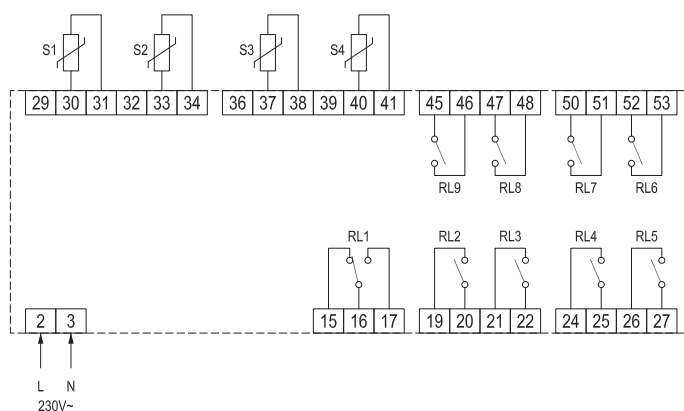 S1 S2 S3 S4
29 30 31 32 33 34 36 37 38 39 40 41 45 46 47 48 50 51 52 53
RL9 RL8 RL7 RL6
RL1 RL2 RL3 RL4 RL5
2 3 15 16 17 19 20 21 22 24 25 26 27
L N
230V~